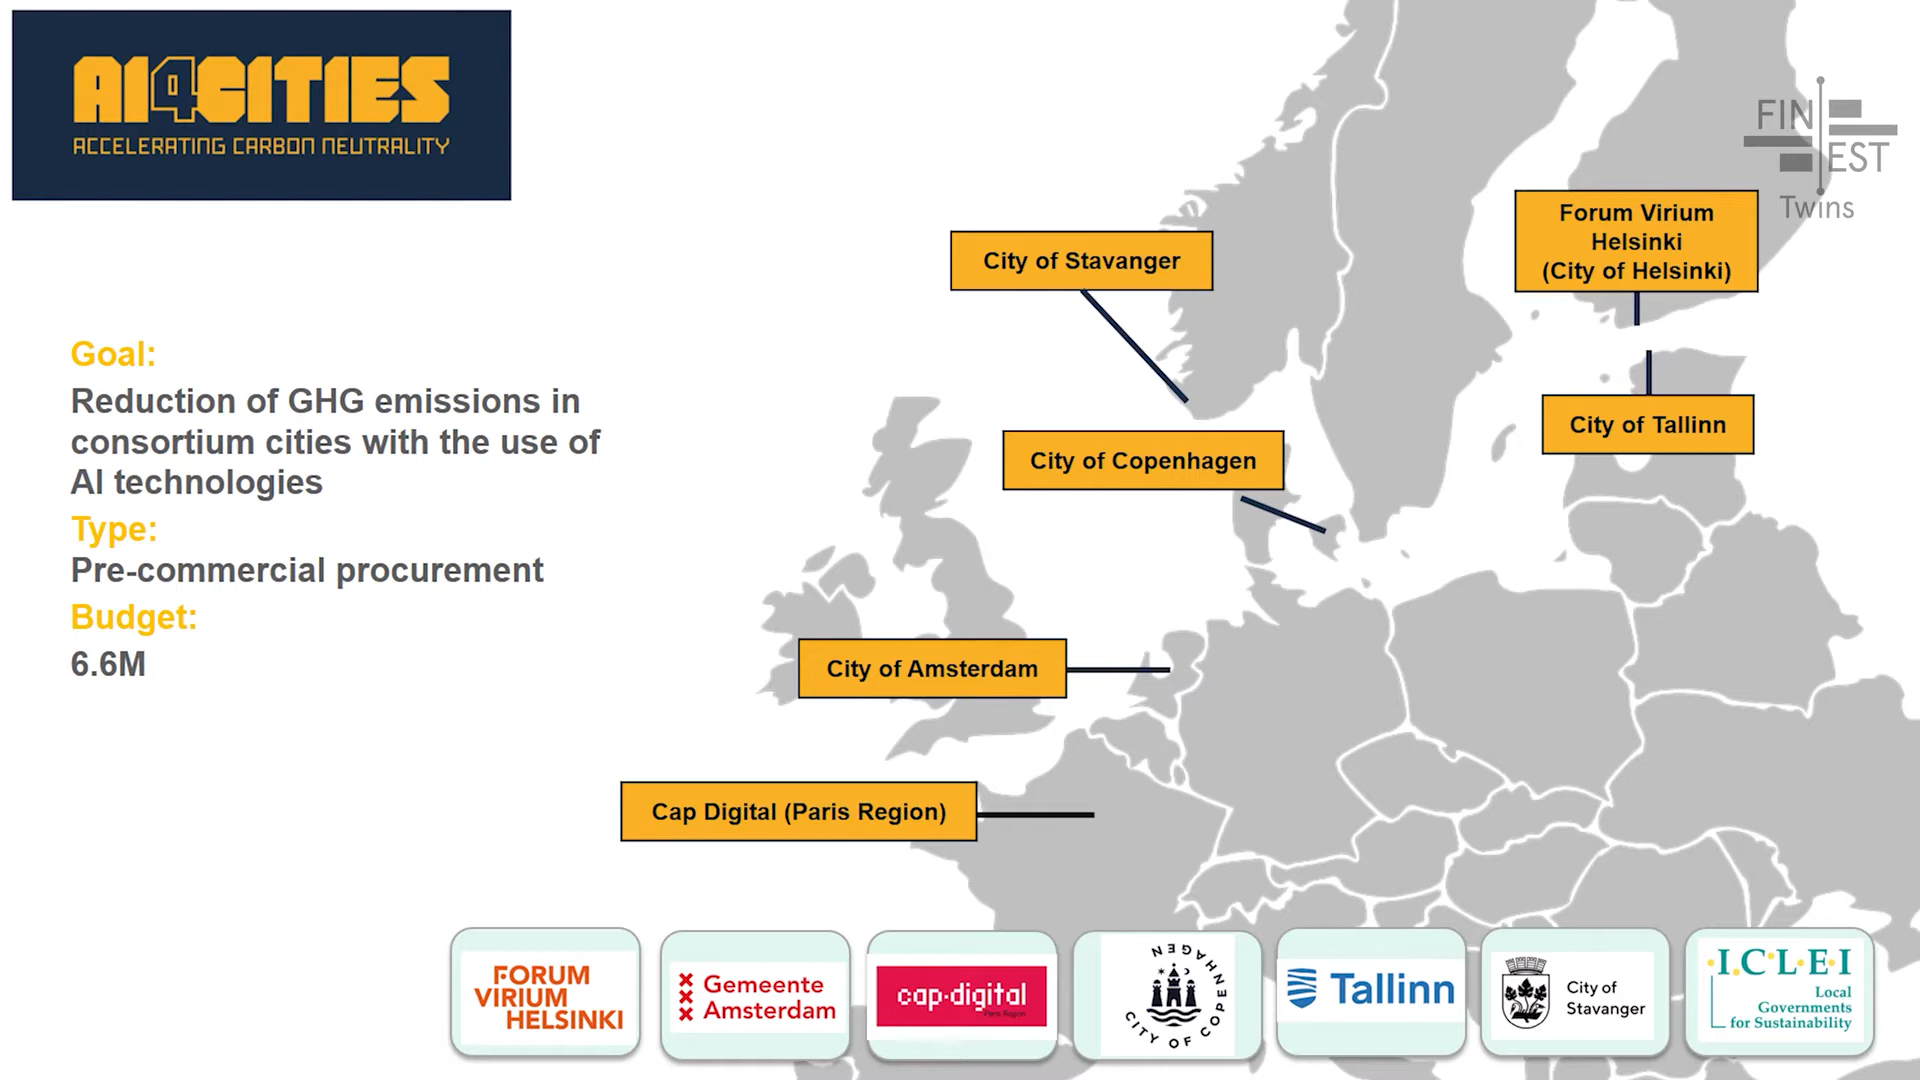 AI4CITIES
ACCELERATING CARBON NEUTRALITY
FIN
EST
Twins
Forum Virium
Helsinki
(City of Helsinki)
City of Stavanger
City of Tallinn
City of Copenhagen
City of Amsterdam
Cap Digital (Paris Region)
Goal:
Reduction of GHG emissions in
consortium cities with the use of
AI technologies
Type:
Pre-commercial procurement
Budget:
6.6M
FORUM
VIRIUM
HELSINKI
Gemeente
Amsterdam
cap·digital
Paris Region
CITY OF COPENHAGEN
Tallinn
City of
Stavanger
·I.C.L.E.I
Local
Governments
for Sustainability